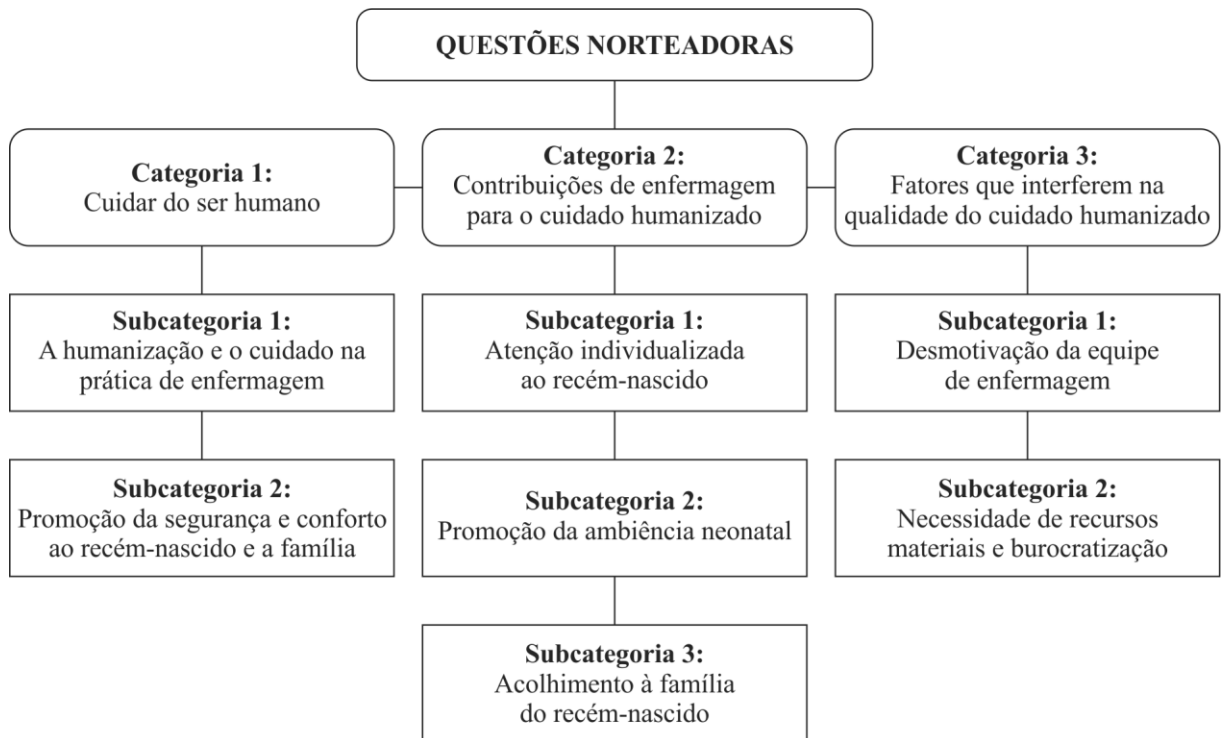 QUESTÕES NORTEADORAS
Categoria 1:
Cuidar do ser humano
Categoria 2:
Contribuições de enfermagem
para o cuidado humanizado
Categoria 3:
Fatores que interferem na
qualidade do cuidado humanizado
Subcategoria 1:
A humanização e o cuidado na
prática de enfermagem
Subcategoria 1:
Atenção individualizada
ao recém-nascido
Subcategoria 1:
Desmotivação da equipe
de enfermagem
Subcategoria 2:
Promoção da segurança e conforto
ao recém-nascido e a família
Subcategoria 2:
Promoção da ambiência neonatal
Subcategoria 2:
Necessidade de recursos
materiais e burocratização
Subcategoria 3:
Acolhimento à família
do recém-nascido